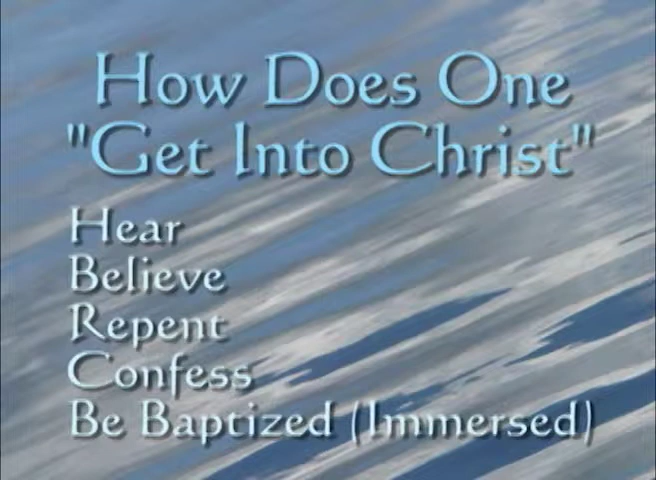 How Does One
"Get Into Christ"
Hear
Believe
Repent
Confess
Be Baptized (Immersed)